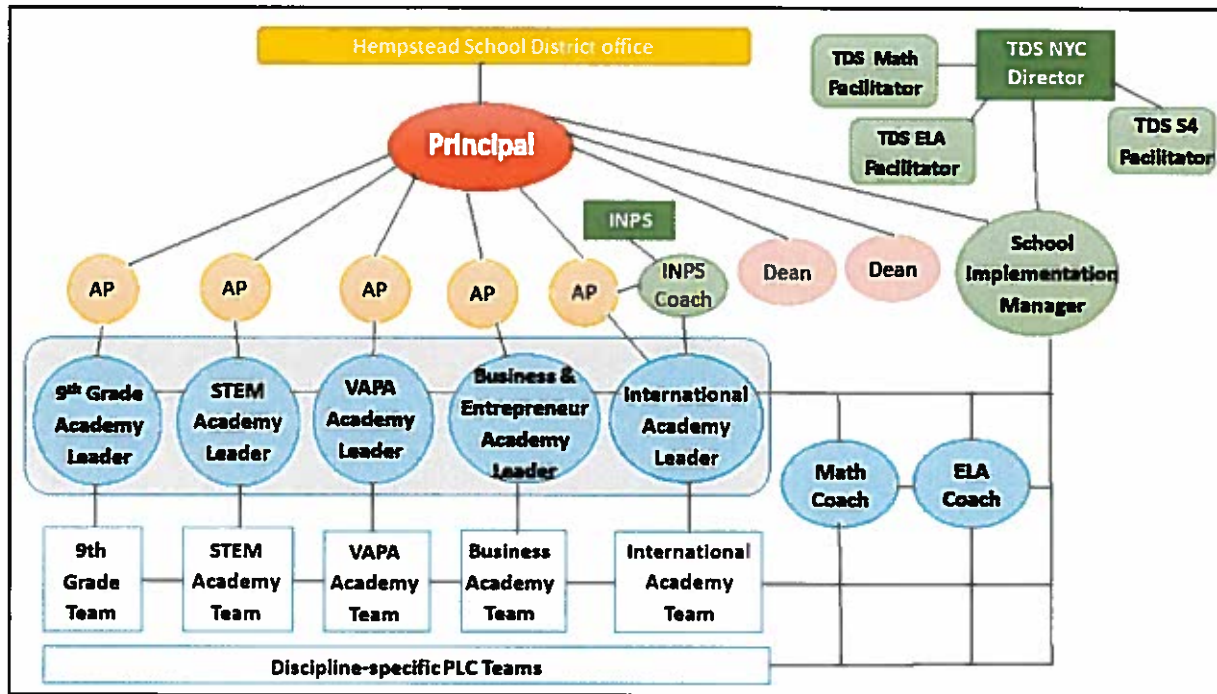 Hempstead School District office
TDS Math
Facilitator
TDS NYC
Director
TDS ELA
Facilitator
TDS S4
Facilitator
Principal
INPS
AP
AP
AP
AP
AP
INPS
Coach
Dean
Dean
School
Implementation
Manager
9th Grade
Academy
Leader
STEM
Academy
Leader
VAPA
Academy
Leader
Business &
Entrepreneur
Academy
Leader
International
Academy
Leader
Math
Coach
ELA
Coach
9th
Grade
Team
STEM
Academy
Team
VAPA
Academy
Team
Business
Academy
Team
International
Academy
Team
Discipline-specific PLC Teams